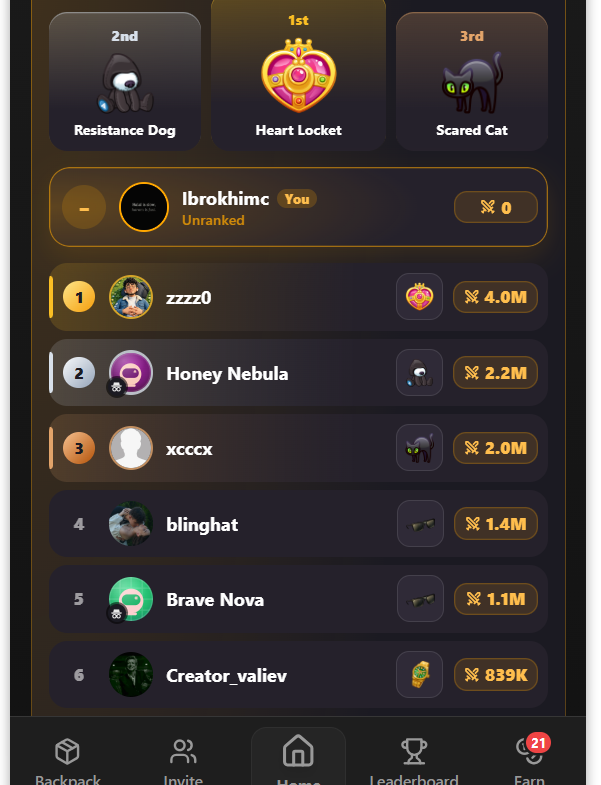 2nd
1st
3rd
Resistance Dog
Heart Locket
Scared Cat
–
Ibrokhimc You
Unranked
0
1 zzzz0 4.0M
2 Honey Nebula 2.2M
3 xcccx 2.0M
4 blinghat 1.4M
5 Brave Nova 1.1M
6 Creator_valiev 839K
21
Backpack Invite Home Leaderboard Earn